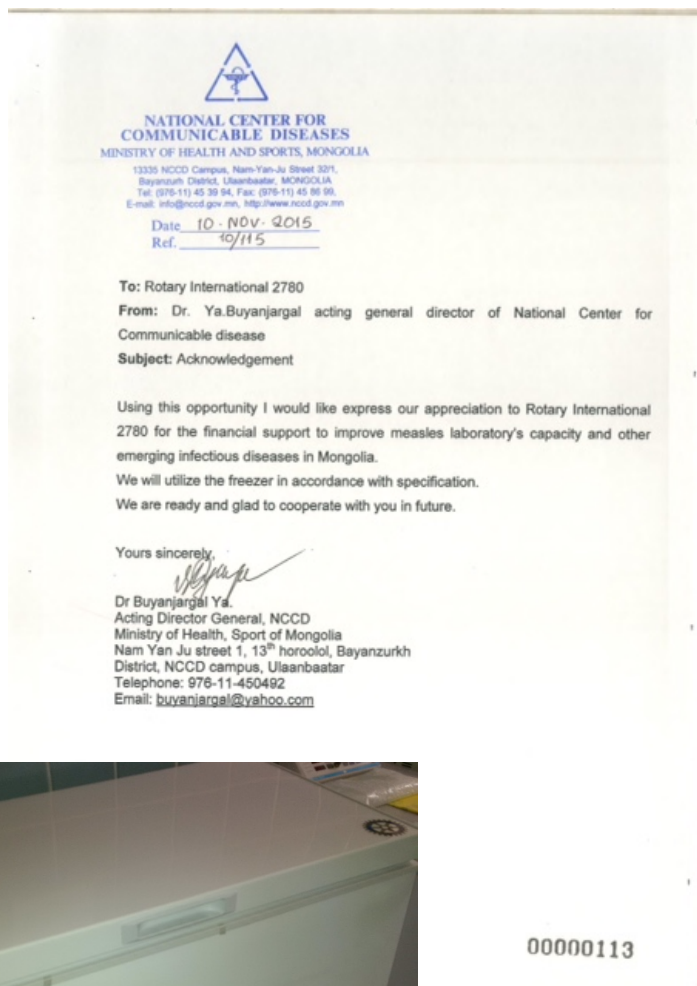 NATIONAL CENTER FOR
COMMUNICABLE DISEASES
MINISTRY OF HEALTH AND SPORTS, MONGOLIA
13335 NCCD Campus, Nam-Yan-Ju Street 32/1,
Bayanzurh District, Ulaanbaatar, MONGOLIA
Tel: (976-11) 45 39 94, Fax: (976-11) 45 86 99,
E-mail: info@nccd.gov.mn, http://www.nccd.gov.mn
Date 10 - NOV - 2015
Ref. 10/115
To: Rotary International 2780
From: Dr. Ya.Buyanjargal acting general director of National Center for
Communicable disease
Subject: Acknowledgement
Using this opportunity I would like express our appreciation to Rotary International
2780 for the financial support to improve measles laboratory's capacity and other
emerging infectious diseases in Mongolia.
We will utilize the freezer in accordance with specification.
We are ready and glad to cooperate with you in future.
Yours sincerely,
Dr Buyanjargal Ya.
Acting Director General, NCCD
Ministry of Health, Sport of Mongolia
Nam Yan Ju street 1, 13th horoolol, Bayanzurkh
District, NCCD campus, Ulaanbaatar
Telephone: 976-11-450492
Email: buyanjargal@yahoo.com
00000113